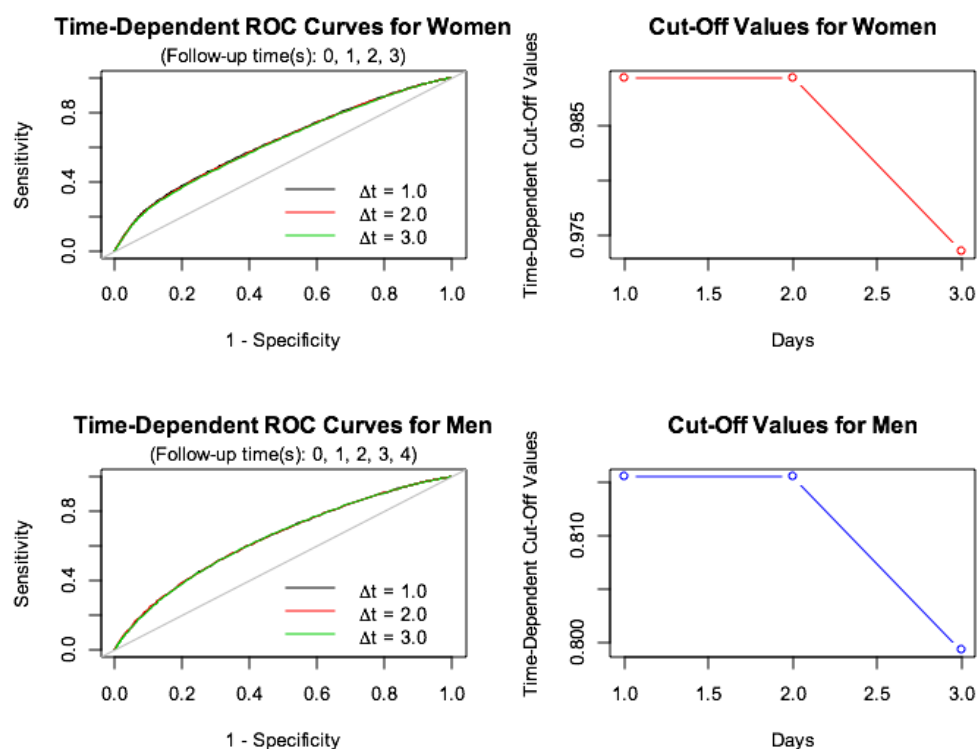 Time-Dependent ROC Curves for Women
(Follow-up time(s): 0, 1, 2, 3)
Sensitivity
0.8
0.4
0.0
Δt = 1.0
Δt = 2.0
Δt = 3.0
0.0 0.2 0.4 0.6 0.8 1.0
1 - Specificity
Cut-Off Values for Women
Time-Dependent Cut-Off Values
0.985
0.975
1.0 1.5 2.0 2.5 3.0
Days
Time-Dependent ROC Curves for Men
(Follow-up time(s): 0, 1, 2, 3, 4)
Sensitivity
0.8
0.4
0.0
Δt = 1.0
Δt = 2.0
Δt = 3.0
0.0 0.2 0.4 0.6 0.8 1.0
1 - Specificity
Cut-Off Values for Men
Time-Dependent Cut-Off Values
0.810
0.800
1.0 1.5 2.0 2.5 3.0
Days